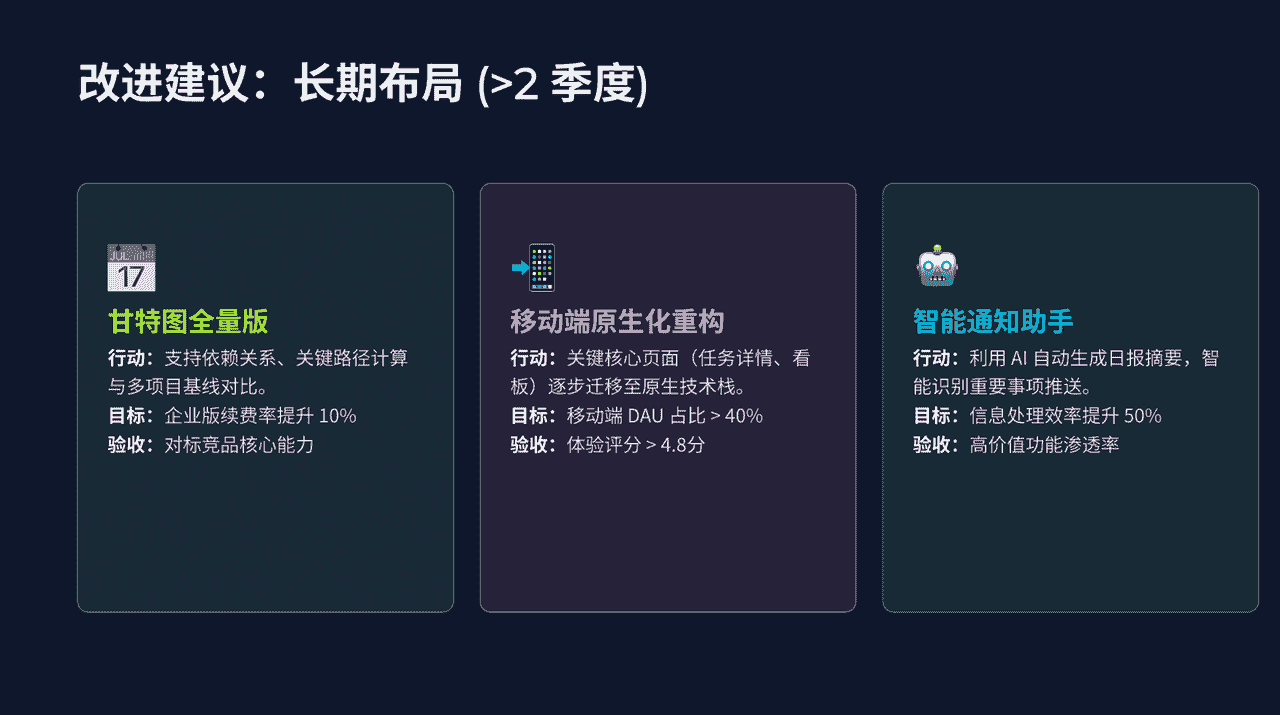 改进建议：长期布局 (>2 季度)
JUL
17
甘特图全量版
行动：支持依赖关系、关键路径计算
与多项目基线对比。
目标：企业版续费率提升 10%
验收：对标竞品核心能力
移动端原生化重构
行动：关键核心页面（任务详情、看
板）逐步迁移至原生技术栈。
目标：移动端 DAU 占比 > 40%
验收：体验评分 > 4.8分
智能通知助手
行动：利用 AI 自动生成日报摘要，智
能识别重要事项推送。
目标：信息处理效率提升 50%
验收：高价值功能渗透率